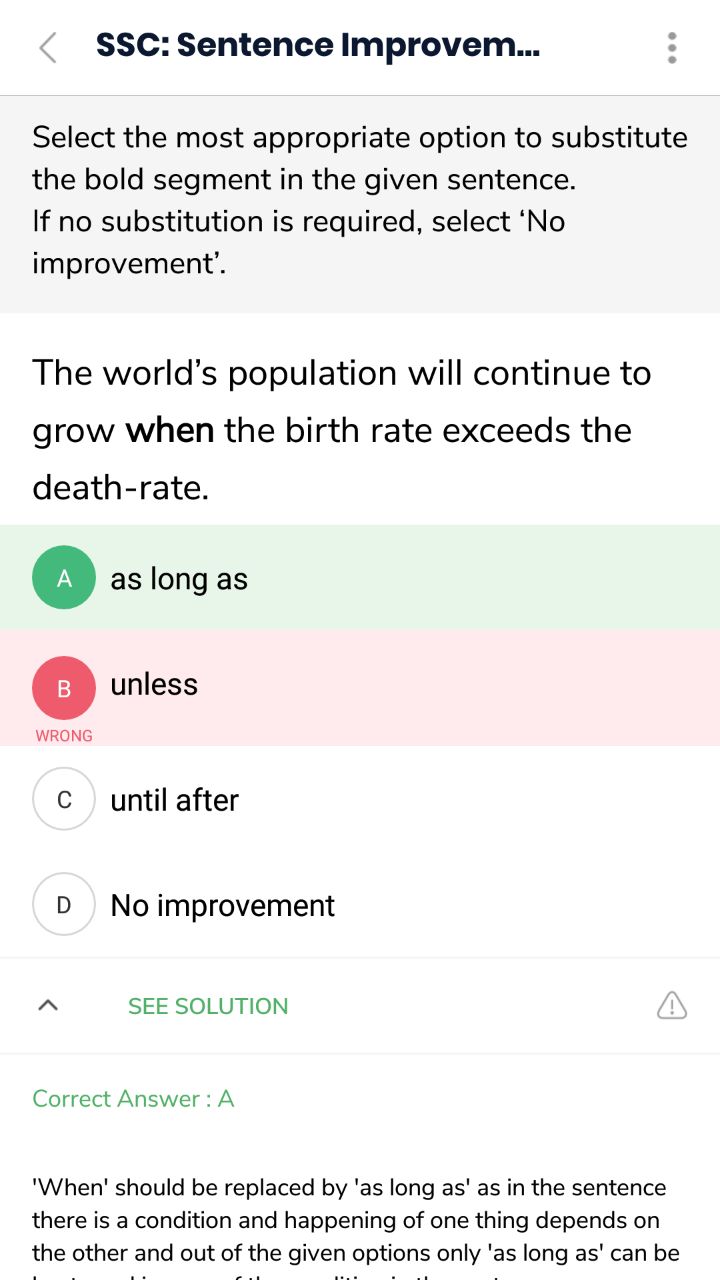 SSC: Sentence Improvem...
Select the most appropriate option to substitute
the bold segment in the given sentence.
If no substitution is required, select ‘No
improvement’.
The world’s population will continue to
grow when the birth rate exceeds the
death-rate.
A as long as
B unless
WRONG
C until after
D No improvement
SEE SOLUTION
Correct Answer : A
'When' should be replaced by 'as long as' as in the sentence
there is a condition and happening of one thing depends on
the other and out of the given options only 'as long as' can be